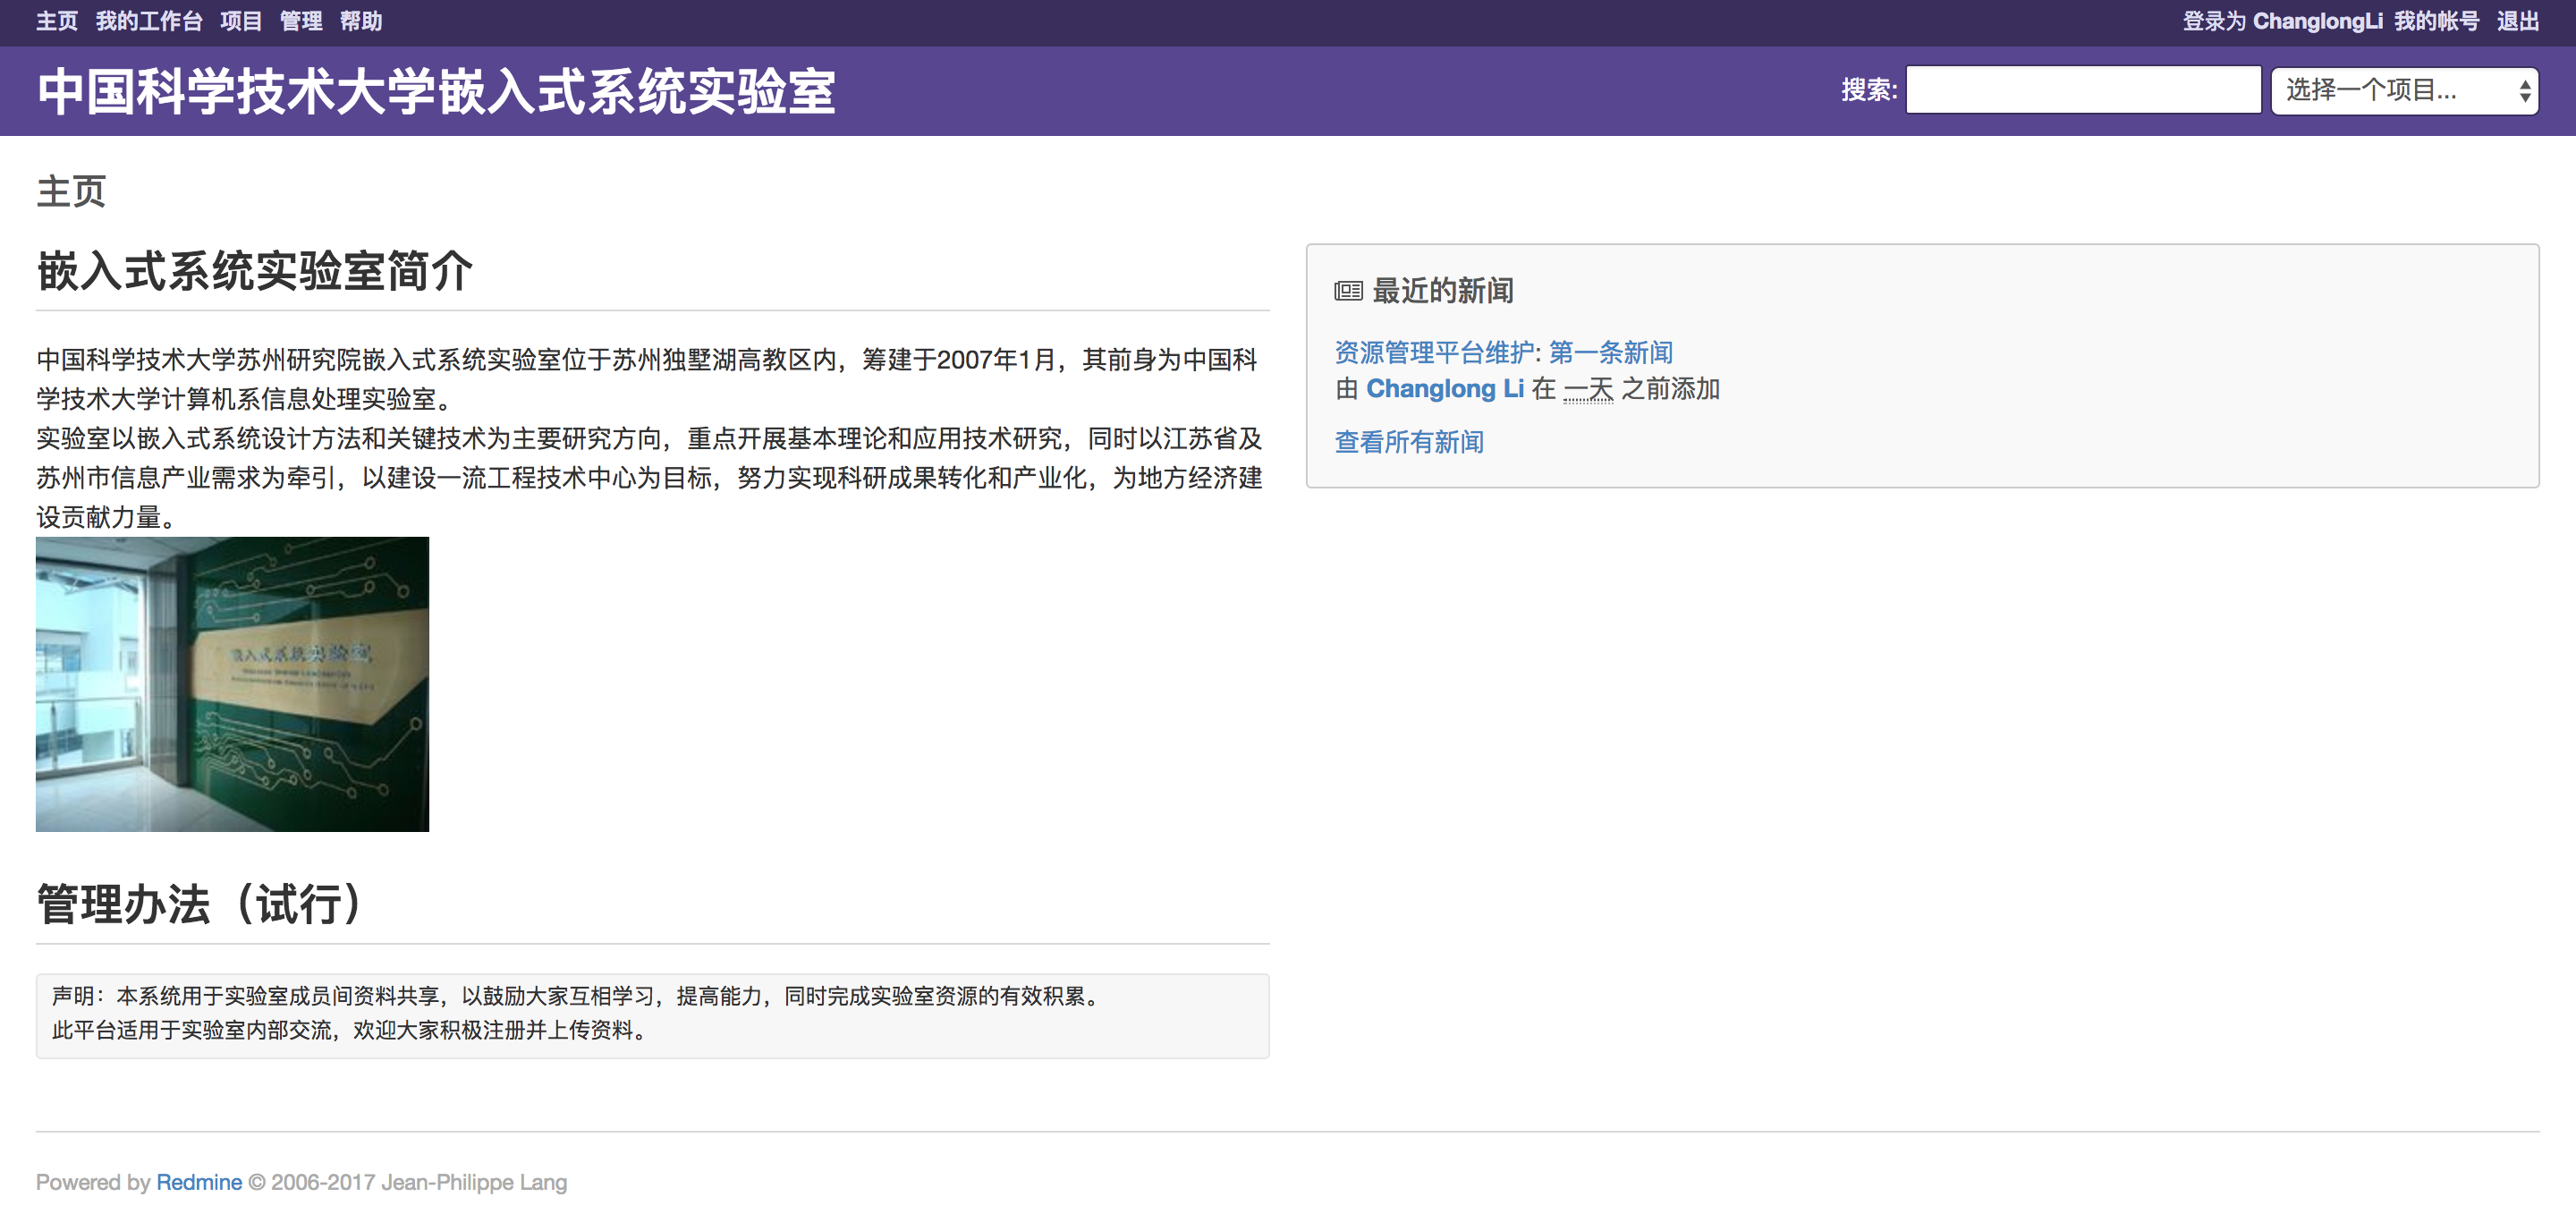 主页 我的工作台 项目 管理 帮助
登录为 ChanglongLi 我的帐号 退出
中国科学技术大学嵌入式系统实验室
搜索:
选择一个项目...
主页
嵌入式系统实验室简介
中国科学技术大学苏州研究院嵌入式系统实验室位于苏州独墅湖高教区内，筹建于2007年1月，其前身为中国科
学技术大学计算机系信息处理实验室。
实验室以嵌入式系统设计方法和关键技术为主要研究方向，重点开展基本理论和应用技术研究，同时以江苏省及
苏州市信息产业需求为牵引，以建设一流工程技术中心为目标，努力实现科研成果转化和产业化，为地方经济建
设贡献力量。
嵌入式系统实验室
管理办法（试行）
声明：本系统用于实验室成员间资料共享，以鼓励大家互相学习，提高能力，同时完成实验室资源的有效积累。
此平台适用于实验室内部交流，欢迎大家积极注册并上传资料。
最近的新闻
资源管理平台维护: 第一条新闻
由 Changlong Li 在 一天 之前添加
查看所有新闻
Powered by Redmine © 2006-2017 Jean-Philippe Lang